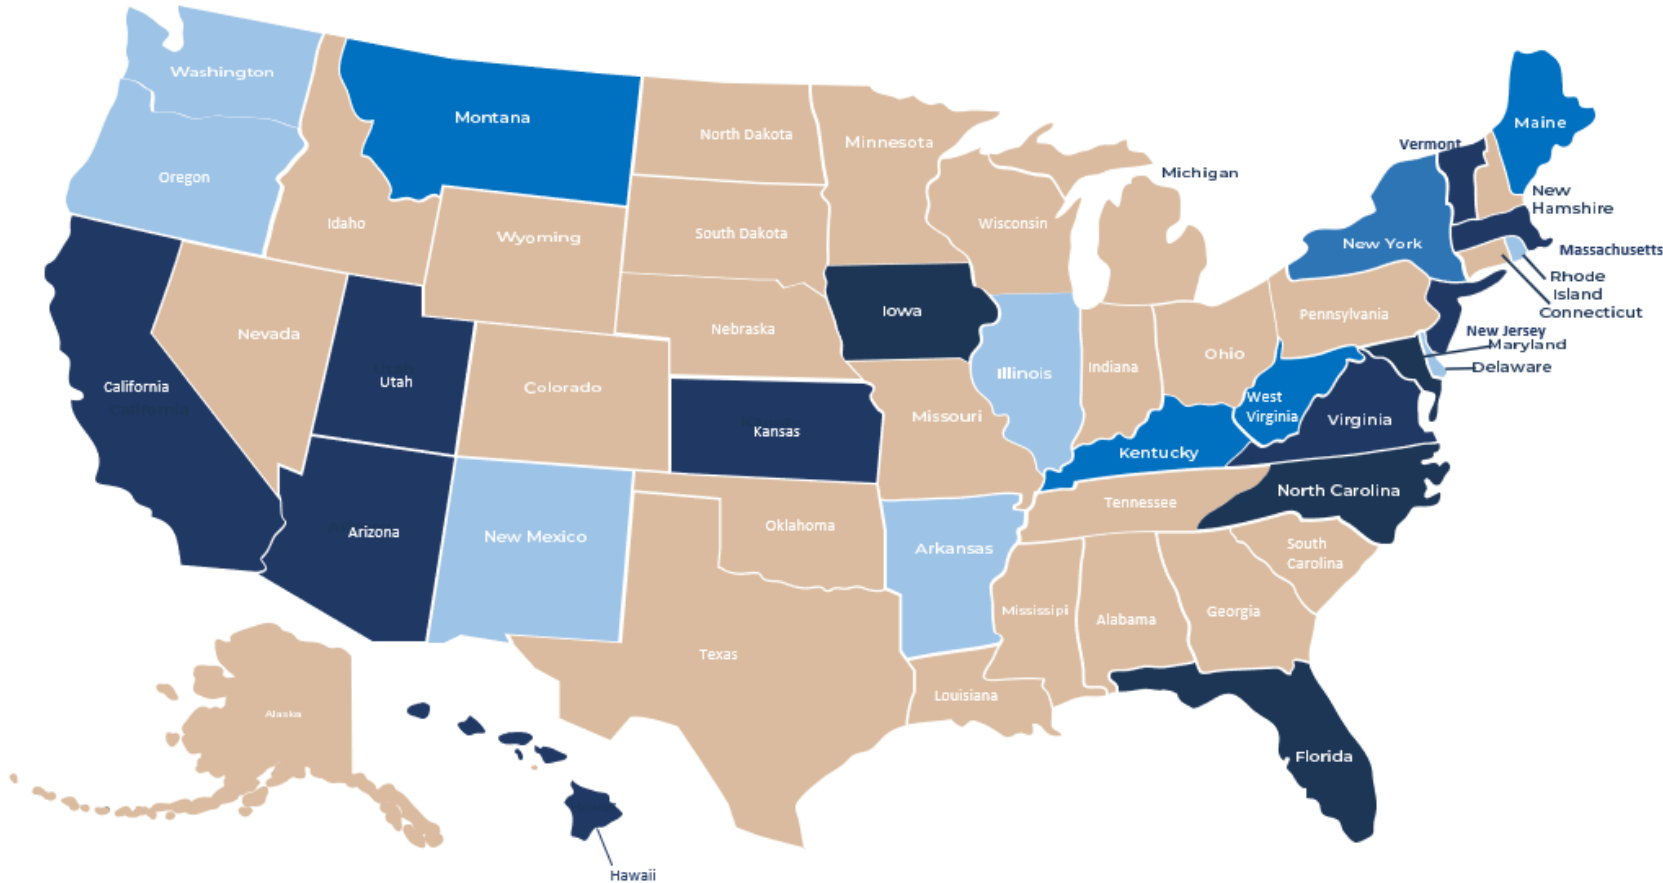 Washington
Montana
North Dakota
Minnesota
Maine
Vermont
Michigan
Oregon
New
Hamshire
Idaho
Wyoming
South Dakota
Wisconsin
New York
Massachusetts
Rhode
Island
Connecticut
Nevada
Nebraska
Iowa
Pennsylvania
New Jersey
Maryland
Delaware
California
Utah
Colorado
Kansas
Missouri
Illinois
Indiana
Ohio
West
Virginia
Virginia
Kentucky
Arizona
New Mexico
Oklahoma
Arkansas
Tennessee
North Carolina
South
Carolina
Mississipi
Alabama
Georgia
Texas
Louisiana
Alaska
Florida
Hawaii